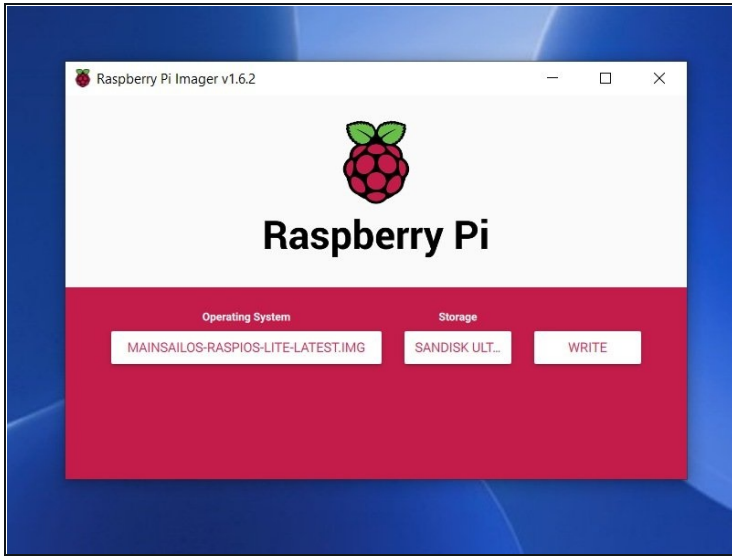 Raspberry Pi Imager v1.6.2
Raspberry Pi
Operating System
Storage
MAINSAILOS-RASPIOS-LITE-LATEST.IMG
SANDISK ULT...
WRITE